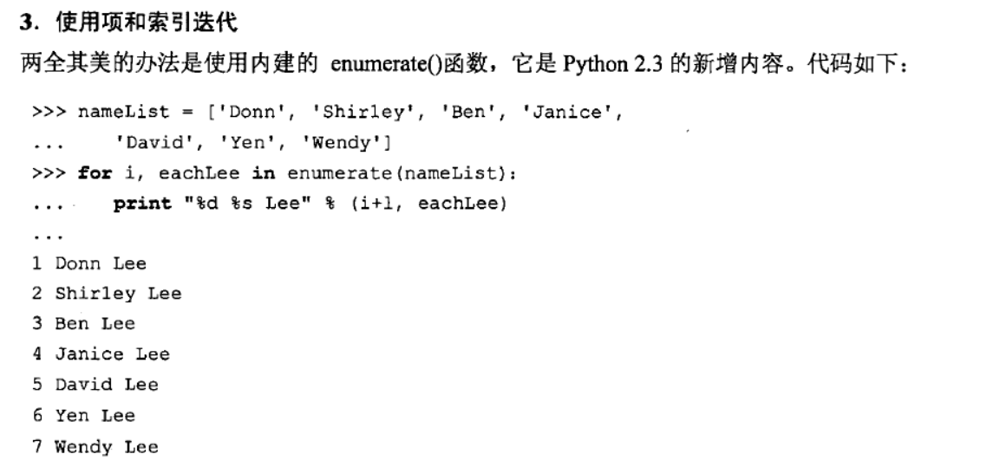 3. 使用项和索引迭代
两全其美的办法是使用内建的 enumerate()函数，它是 Python 2.3 的新增内容。代码如下：
>>> nameList = ['Donn', 'Shirley', 'Ben', 'Janice',
...     'David', 'Yen', 'Wendy']
>>> for i, eachLee in enumerate(nameList):
...     print "%d %s Lee" % (i+1, eachLee)
...
1 Donn Lee
2 Shirley Lee
3 Ben Lee
4 Janice Lee
5 David Lee
6 Yen Lee
7 Wendy Lee